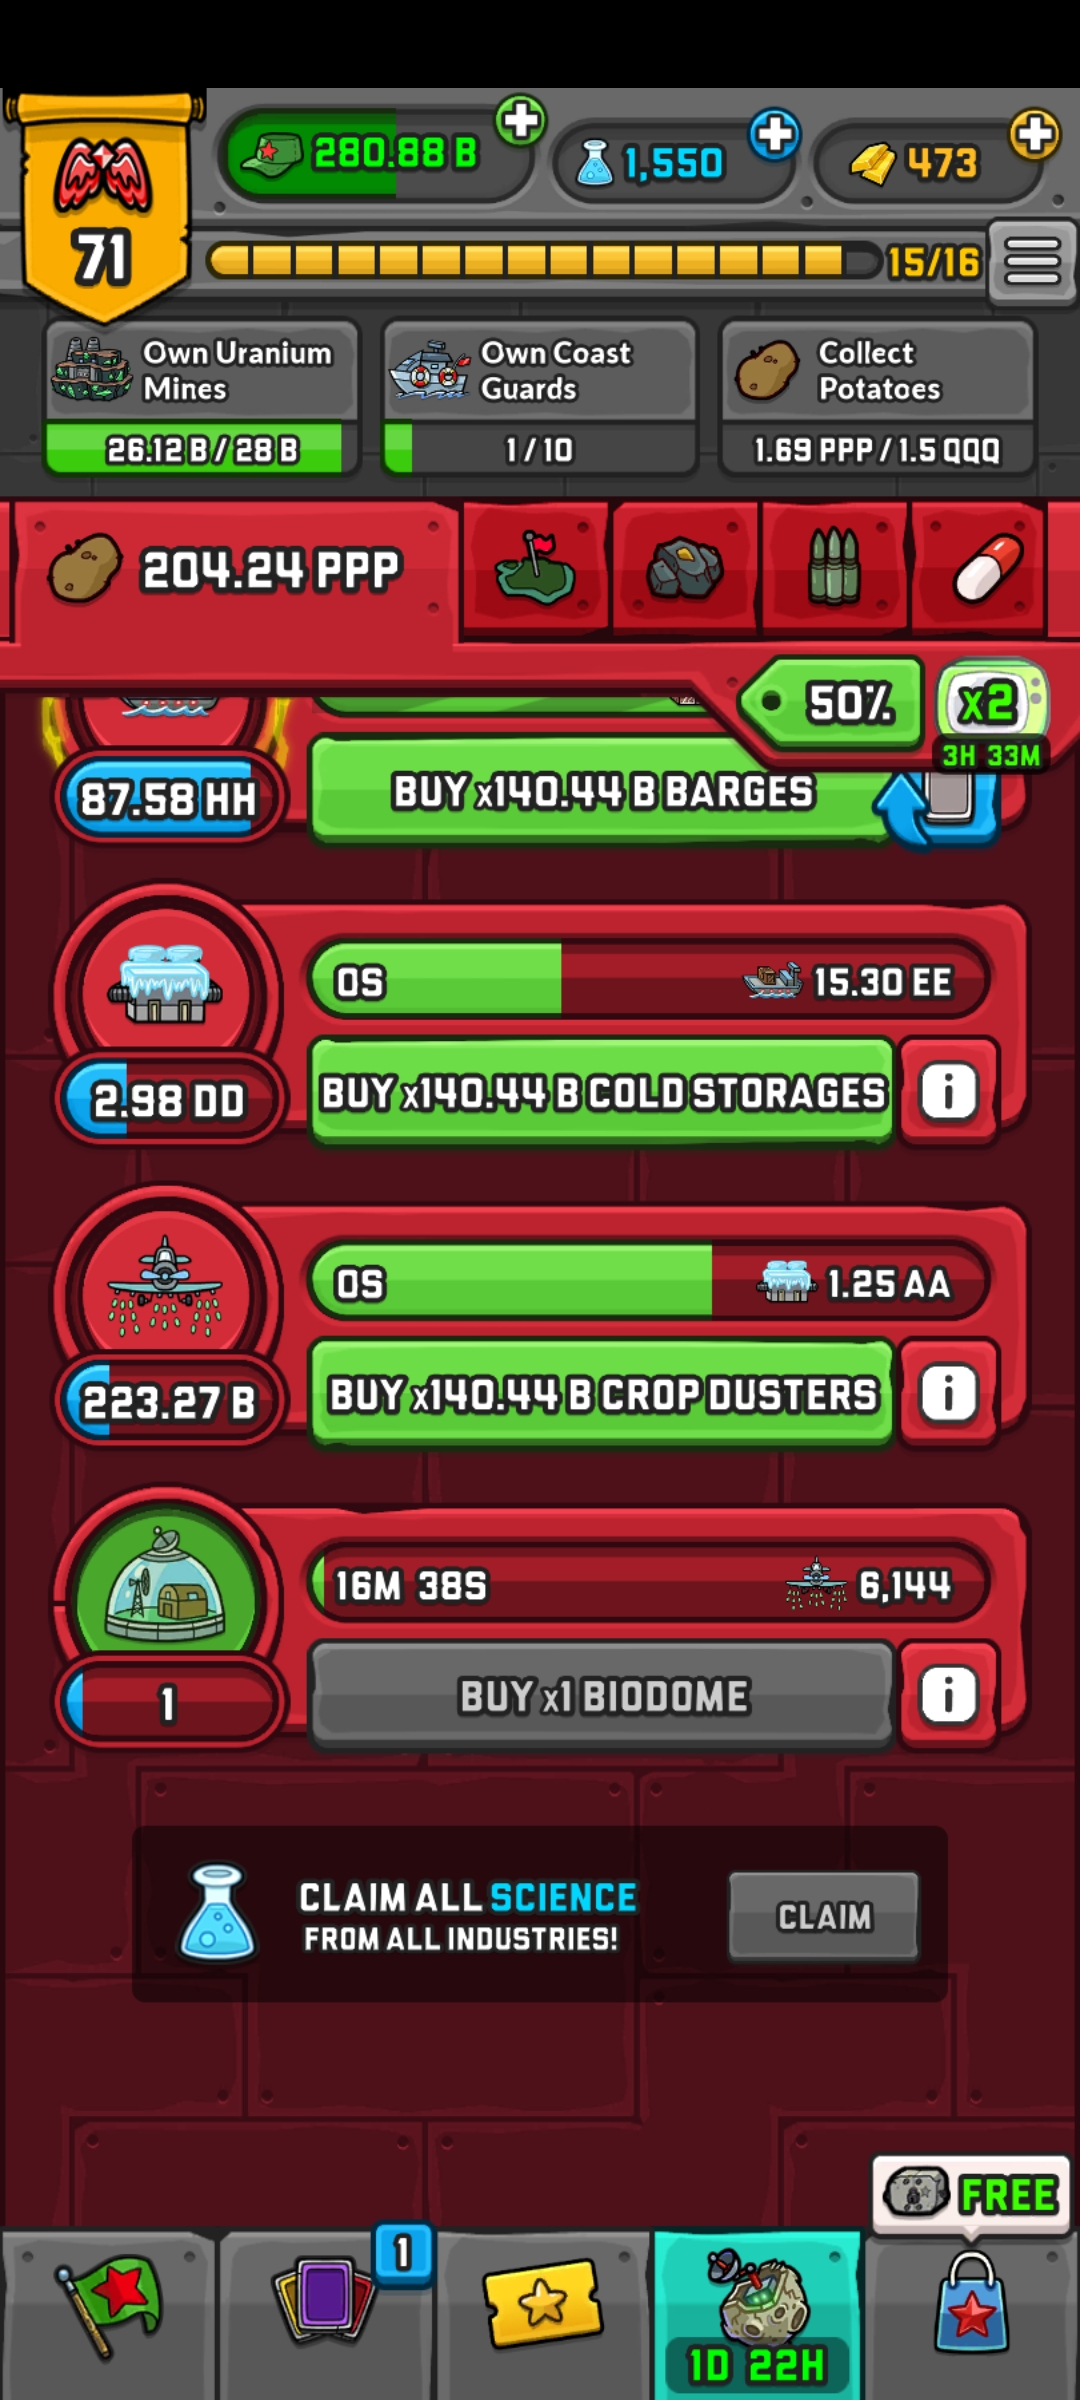 280.88 B
1,550
473
71
15/16
Own Uranium
Mines
26.12 B / 28 B
Own Coast
Guards
1 / 10
Collect
Potatoes
1.69 PPP / 1.5 QQQ
204.24 PPP
50%
x2
3H 33M
87.58 HH
BUY x140.44 B BARGES
0S
15.30 EE
2.98 DD
BUY x140.44 B COLD STORAGES
i
0S
1.25 AA
223.27 B
BUY x140.44 B CROP DUSTERS
i
16M 38S
6,144
1
BUY x1 BIODOME
i
CLAIM ALL SCIENCE
FROM ALL INDUSTRIES!
CLAIM
FREE
1
1D 22H